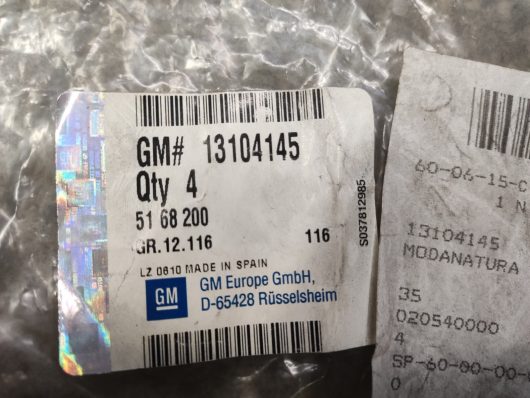 GM# 13104145
Qty 4
51 68 200
GR.12.116 116
LZ 0610 MADE IN SPAIN
GM
GM Europe GmbH,
D-65428 Rüsselsheim
S037812985
60-06-15-C
1 N
13104145
MODANATURA
35
020540000
4
SP-60-00-00-0
0